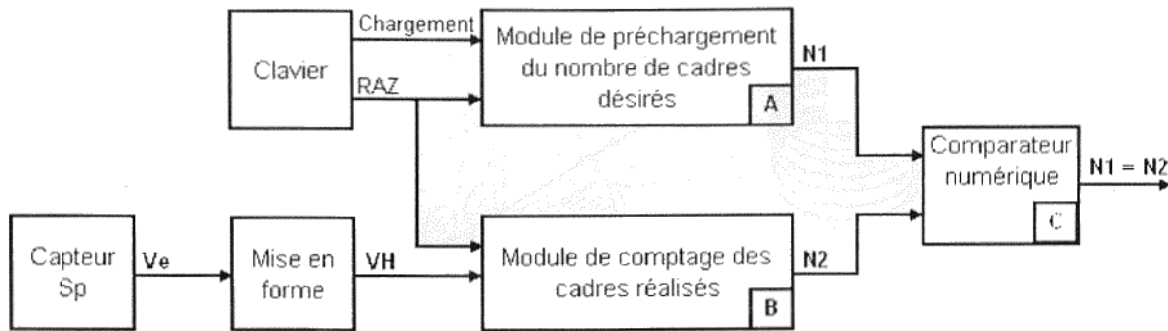 Chargement
Clavier
RAZ
Module de préchargement
du nombre de cadres
désirés
A
N1
Comparateur
numérique
C
N1 = N2
Capteur
Sp
Ve
Mise en
forme
VH
Module de comptage des
cadres réalisés
B
N2